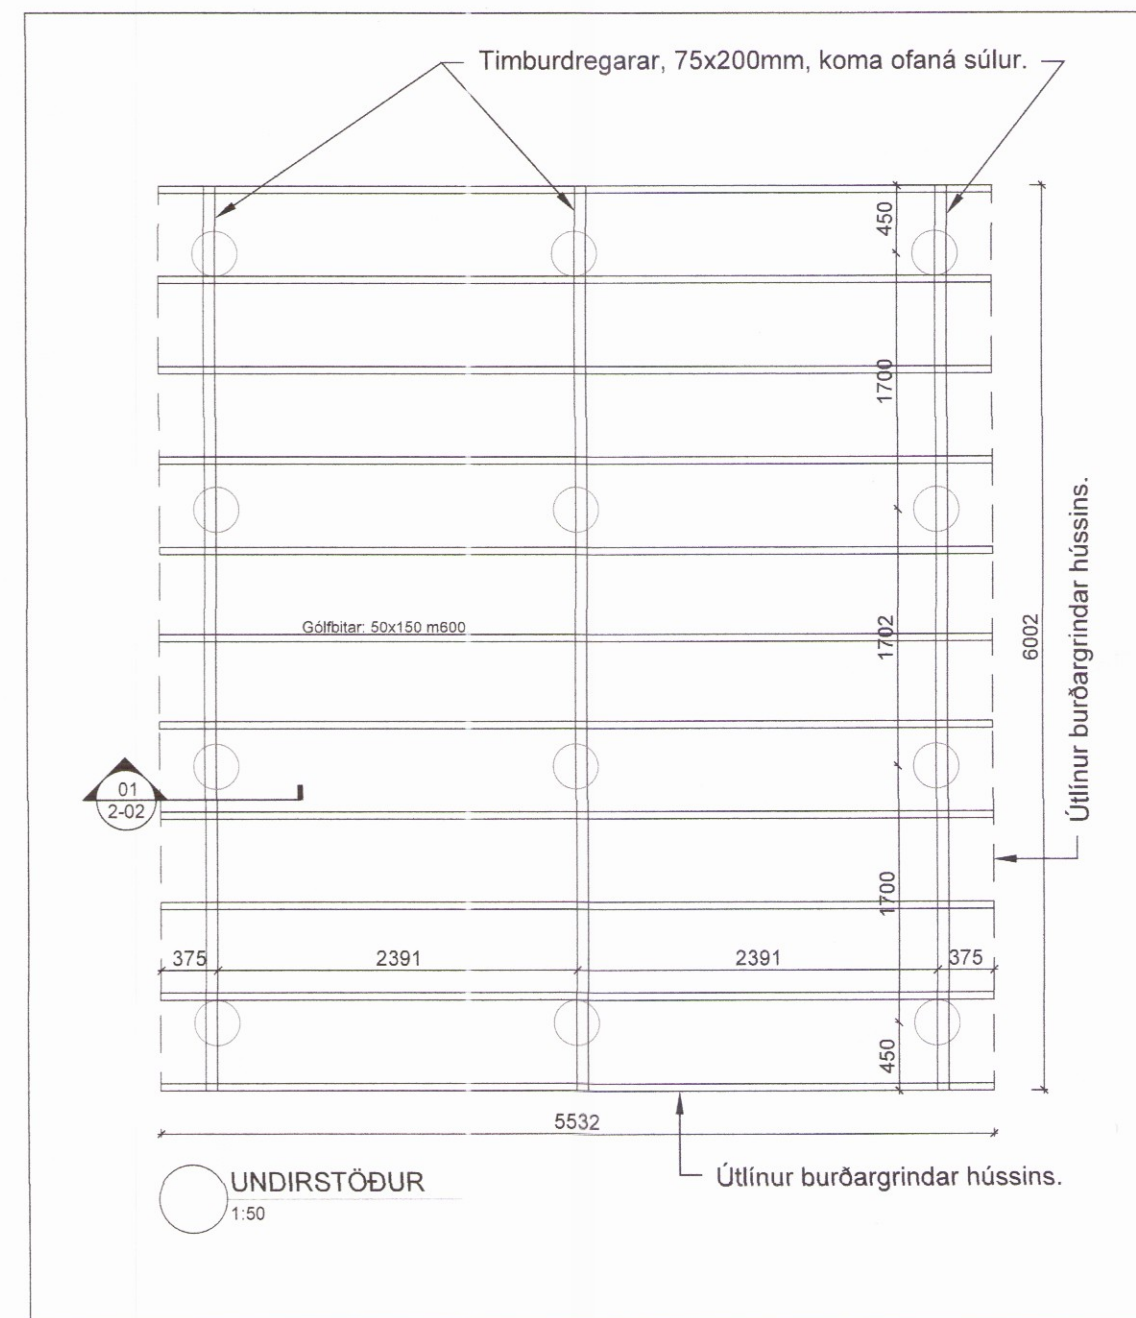 Timburdregarar, 75x200mm, koma ofaná súlur.
450
1700
Gólfbitar: 50x150 m600
1702
6002
Útlínur burðargrindar hússins.
01
2-02
1700
375
2391
2391
375
450
5532
Útlínur burðargrindar hússins.
UNDIRSTÖÐUR
1:50